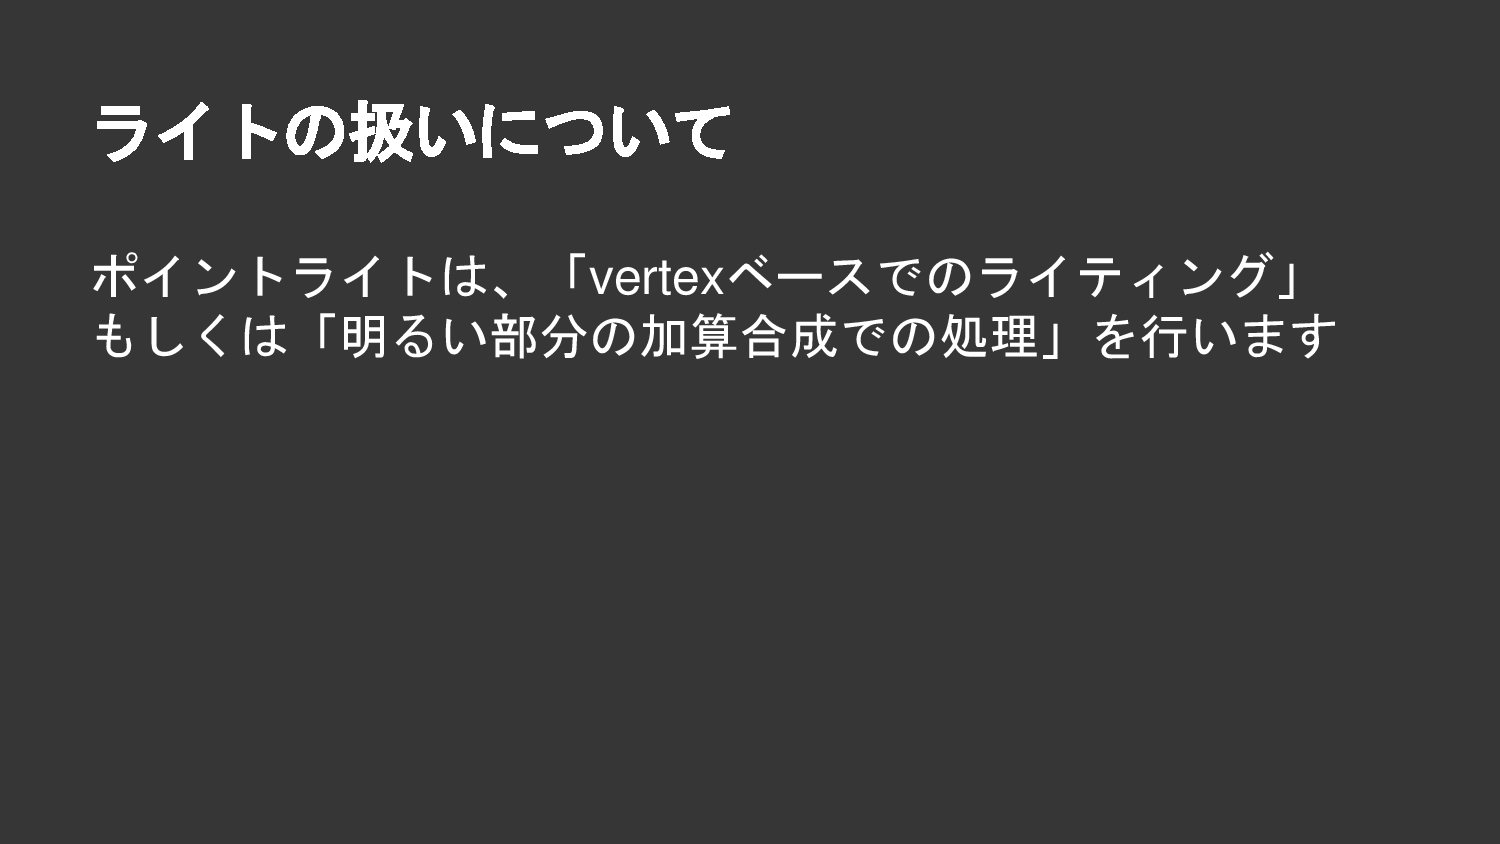 ライトの扱いについて
ポイントライトは、「vertexベースでのライティング」
もしくは「明るい部分の加算合成での処理」を行います